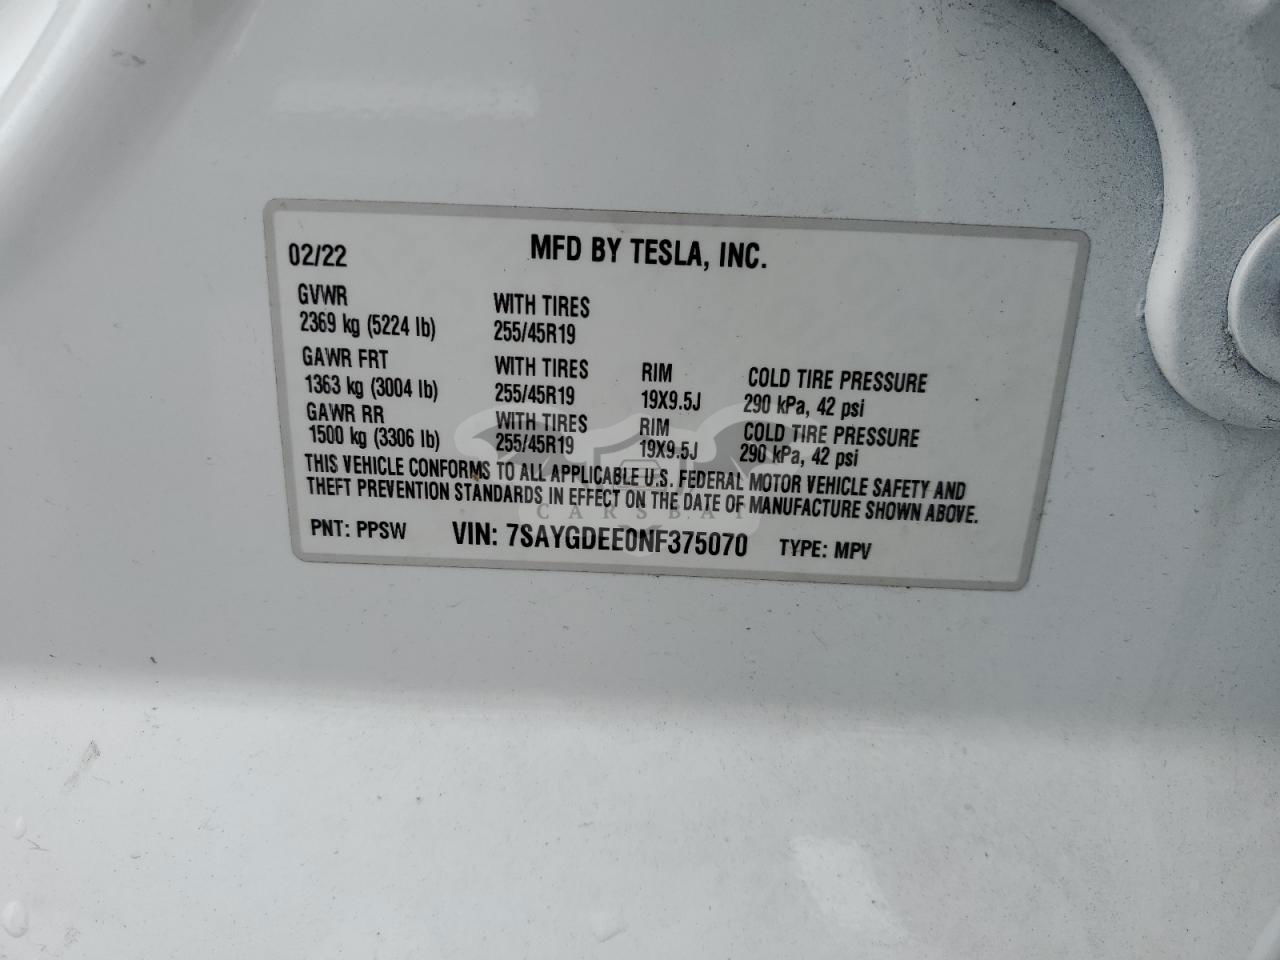 MFD BY TESLA, INC.
02/22
GVWR WITH TIRES
2369 kg (5224 lb) 255/45R19
GAWR FRT WITH TIRES RIM COLD TIRE PRESSURE
1363 kg (3004 lb) 255/45R19 19X9.5J 290 kPa, 42 psi
GAWR RR WITH TIRES RIM COLD TIRE PRESSURE
1500 kg (3306 lb) 255/45R19 19X9.5J 290 kPa, 42 psi
THIS VEHICLE CONFORMS TO ALL APPLICABLE U.S. FEDERAL MOTOR VEHICLE SAFETY AND
THEFT PREVENTION STANDARDS IN EFFECT ON THE DATE OF MANUFACTURE SHOWN ABOVE.
CARSBAT
PNT: PPSW VIN: 7SAYGDEE0NF375070 TYPE: MPV